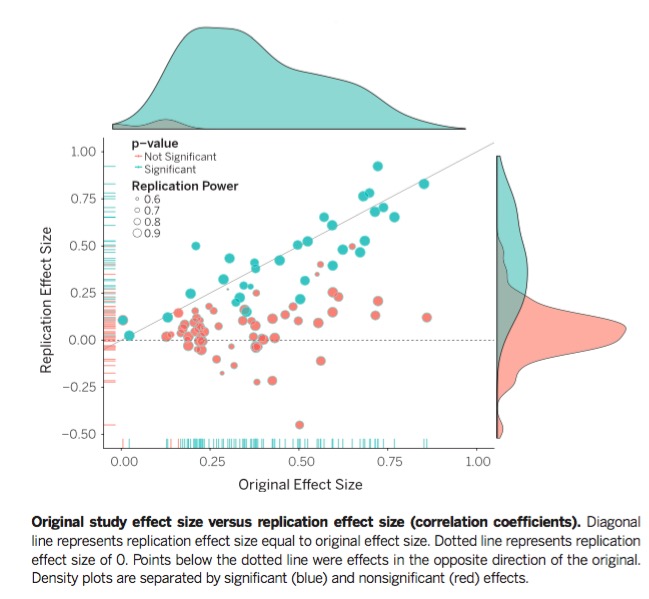 p-value
Not Significant
Significant
Replication Power
0.6
0.7
0.8
0.9
1.00
0.75
0.50
0.25
0.00
−0.25
−0.50
Replication Effect Size
0.00
0.25
0.50
0.75
1.00
Original Effect Size
Original study effect size versus replication effect size (correlation coefficients). Diagonal
line represents replication effect size equal to original effect size. Dotted line represents replication
effect size of 0. Points below the dotted line were effects in the opposite direction of the original.
Density plots are separated by significant (blue) and nonsignificant (red) effects.